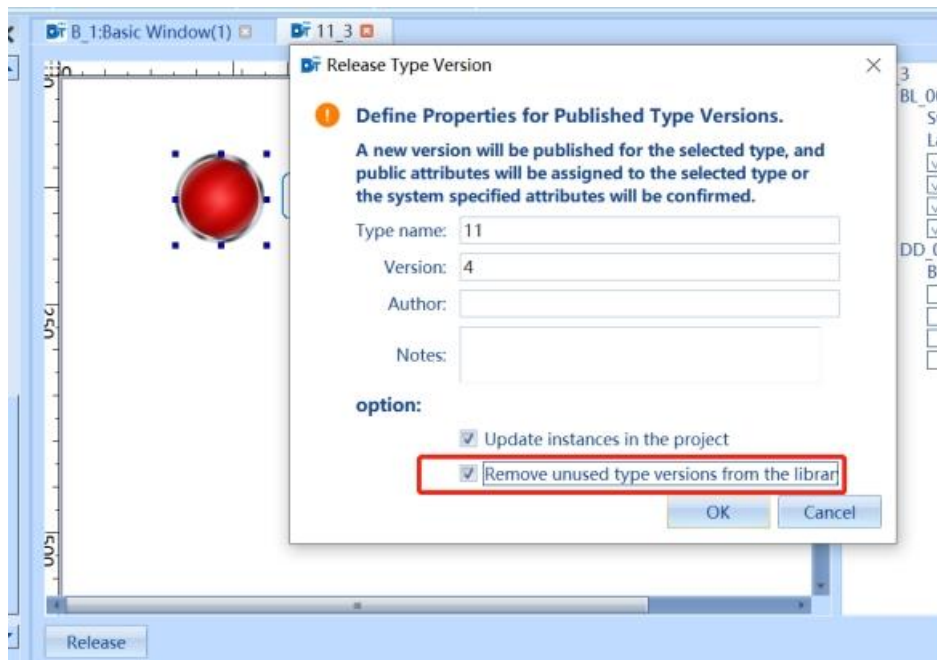 B_1:Basic Window(1)
11_3
Release Type Version
Define Properties for Published Type Versions.
A new version will be published for the selected type, and
public attributes will be assigned to the selected type or
the system specified attributes will be confirmed.
Type name: 11
Version: 4
Author:
Notes:
option:
Update instances in the project
Remove unused type versions from the librar
OK Cancel
Release
250
500